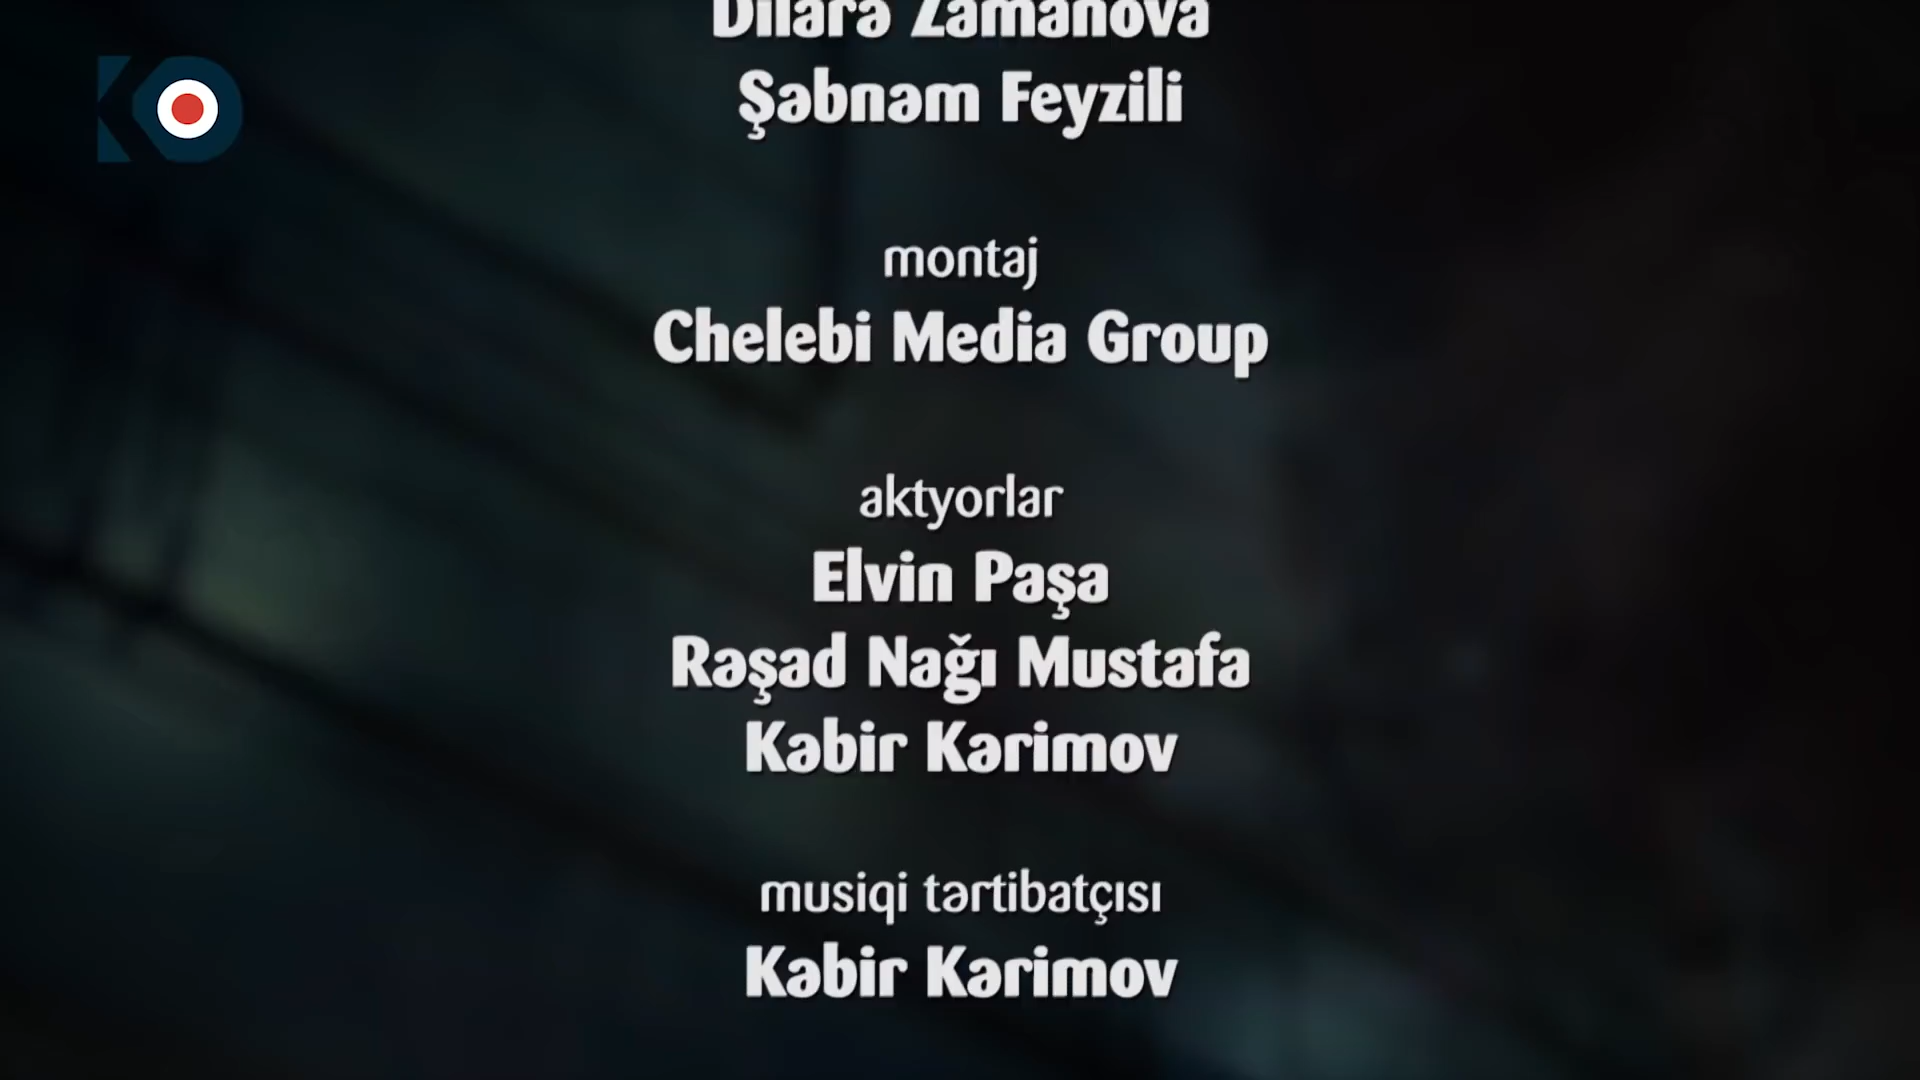 Dilarə Zamanova
Şəbnəm Feyzili
montaj
Chelebi Media Group
aktyorlar
Elvin Paşa
Rəşad Nağı Mustafa
Kəbir Kərimov
musiqi tərtibatçısı
Kəbir Kərimov